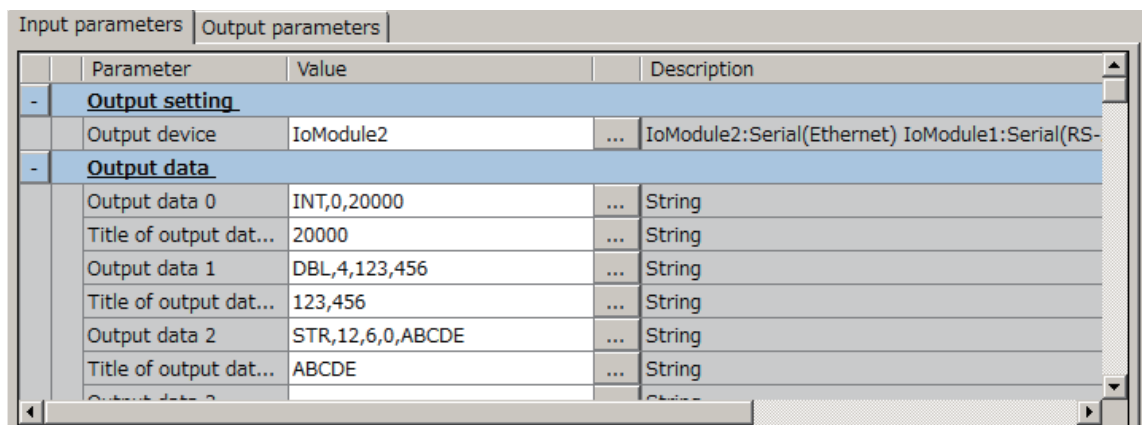 Input parameters Output parameters
Parameter Value Description
- Output setting
Output device IoModule2 ... IoModule2:Serial(Ethernet) IoModule1:Serial(RS-
- Output data
Output data 0 INT,0,20000 ... String
Title of output dat... 20000 ... String
Output data 1 DBL,4,123,456 ... String
Title of output dat... 123,456 ... String
Output data 2 STR,12,6,0,ABCDE ... String
Title of output dat... ABCDE ... String